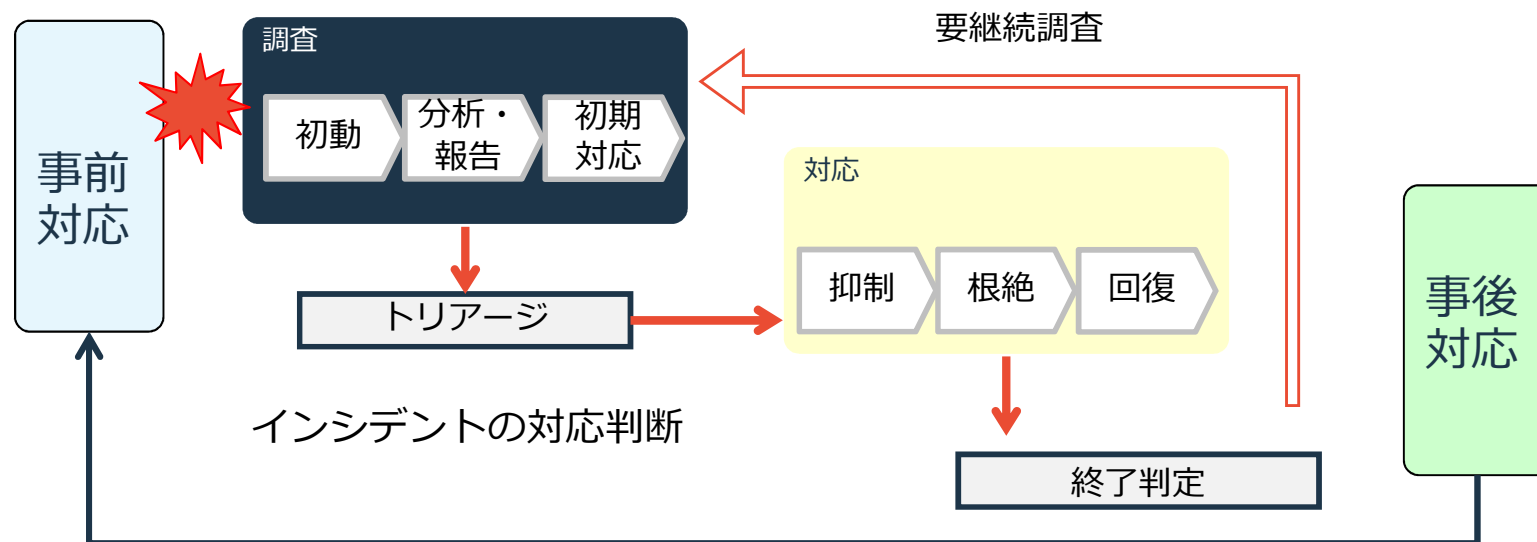 要継続調査
調査
初動
分析・
報告
初期
対応
事前
対応
対応
抑制
根絶
回復
トリアージ
インシデントの対応判断
終了判定
事後
対応